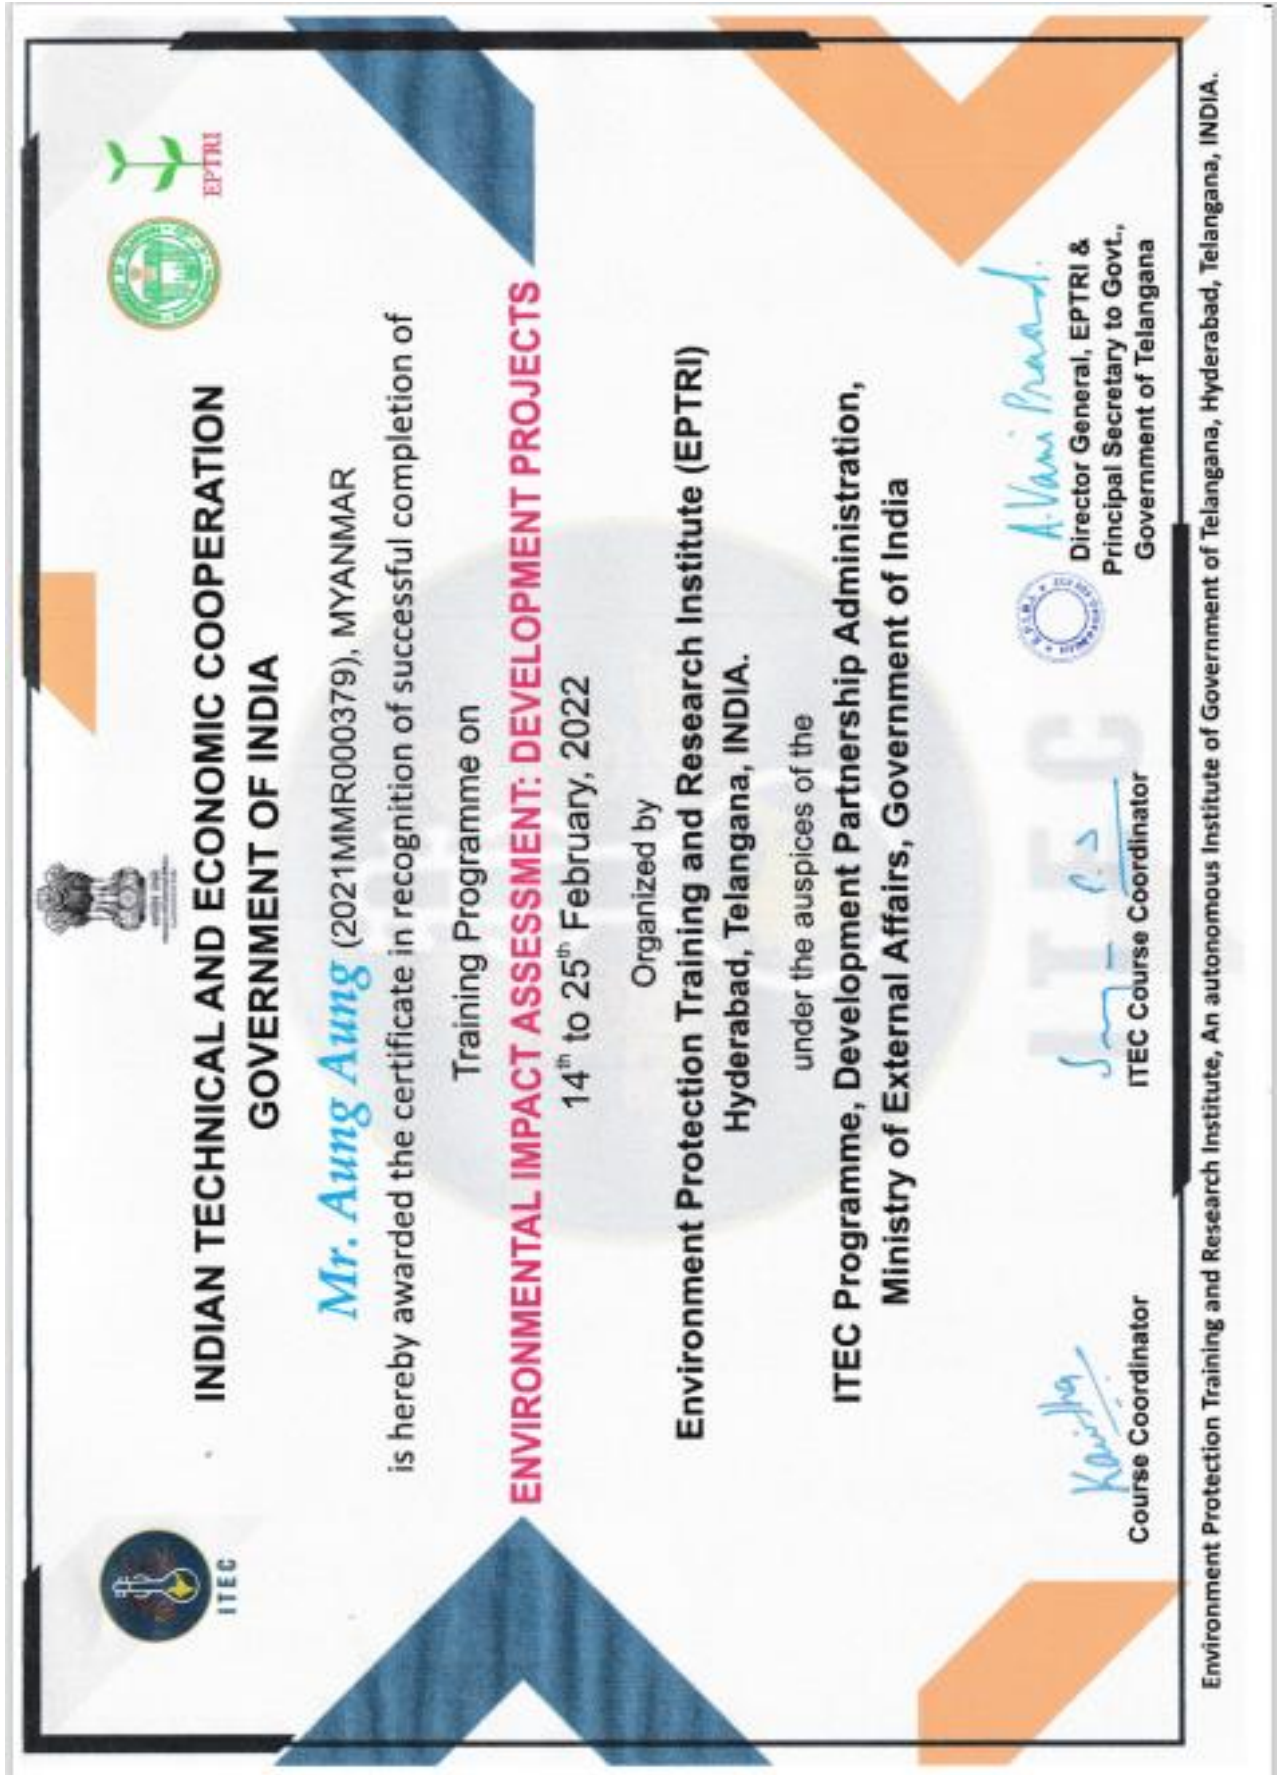 ITEC
EPTRI
INDIAN TECHNICAL AND ECONOMIC COOPERATION
GOVERNMENT OF INDIA
Mr. Aung Aung (2021MMR000379), MYANMAR
is hereby awarded the certificate in recognition of successful completion of
Training Programme on
ENVIRONMENTAL IMPACT ASSESSMENT: DEVELOPMENT PROJECTS
14th to 25th February, 2022
Organized by
Environment Protection Training and Research Institute (EPTRI)
Hyderabad, Telangana, INDIA.
under the auspices of the
ITEC Programme, Development Partnership Administration,
Ministry of External Affairs, Government of India
ITEC
A. Vani Prasad.
Course Coordinator
ITEC Course Coordinator
Director General, EPTRI &
Principal Secretary to Govt.,
Government of Telangana
Environment Protection Training and Research Institute, An autonomous Institute of Government of Telangana, Hyderabad, Telangana, INDIA.